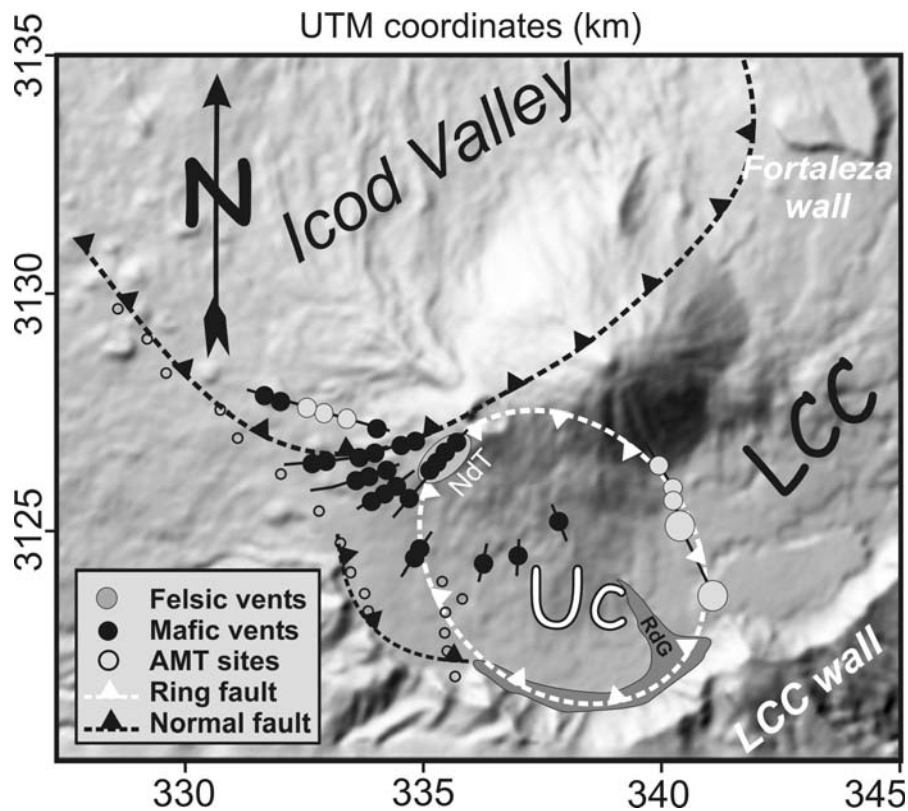 UTM coordinates (km)
3135
3130
3125
Icod Valley
N
Fortaleza
wall
LCC
NdT
Uc
RdG
LCC wall
Felsic vents
Mafic vents
AMT sites
Ring fault
Normal fault
330
335
340
345